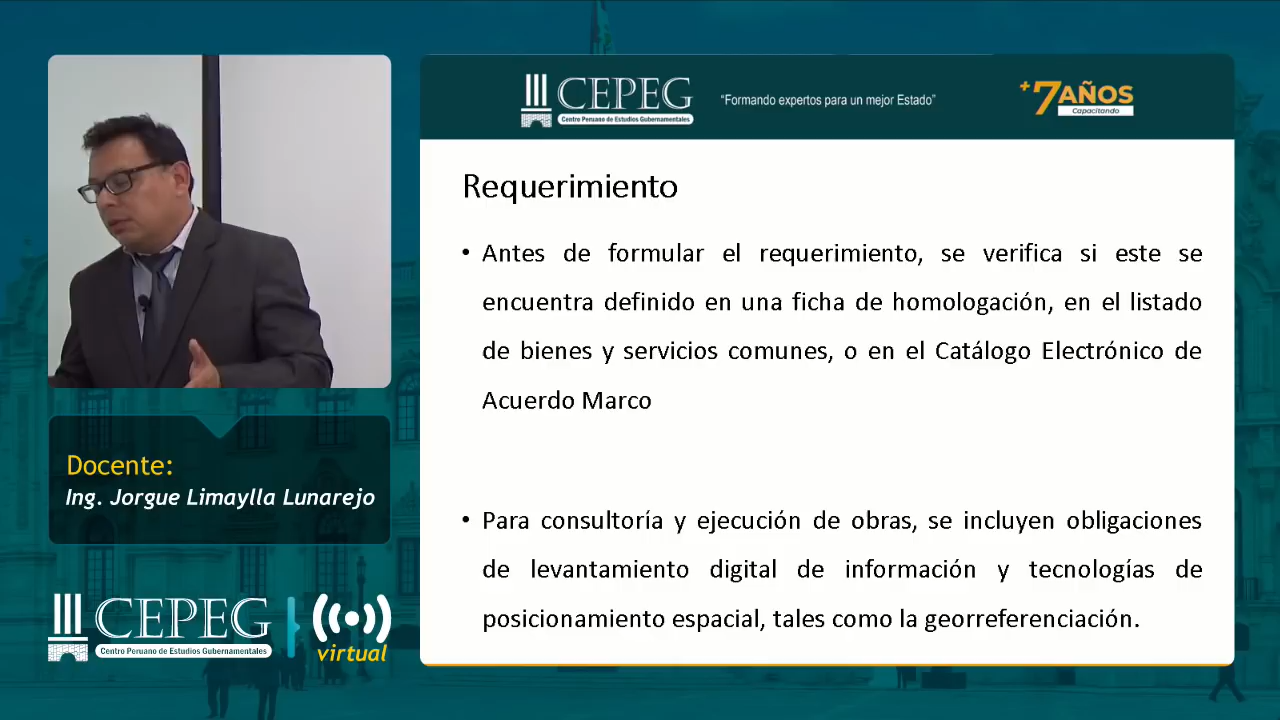 CEPEG
Centro Peruano de Estudios Gubernamentales
“Formando expertos para un mejor Estado”
+7AÑOS
Capacitando
Requerimiento
• Antes de formular el requerimiento, se verifica si este se
encuentra definido en una ficha de homologación, en el listado
de bienes y servicios comunes, o en el Catálogo Electrónico de
Acuerdo Marco
• Para consultoría y ejecución de obras, se incluyen obligaciones
de levantamiento digital de información y tecnologías de
posicionamiento espacial, tales como la georreferenciación.
Docente:
Ing. Jorgue Limaylla Lunarejo
CEPEG
Centro Peruano de Estudios Gubernamentales
virtual